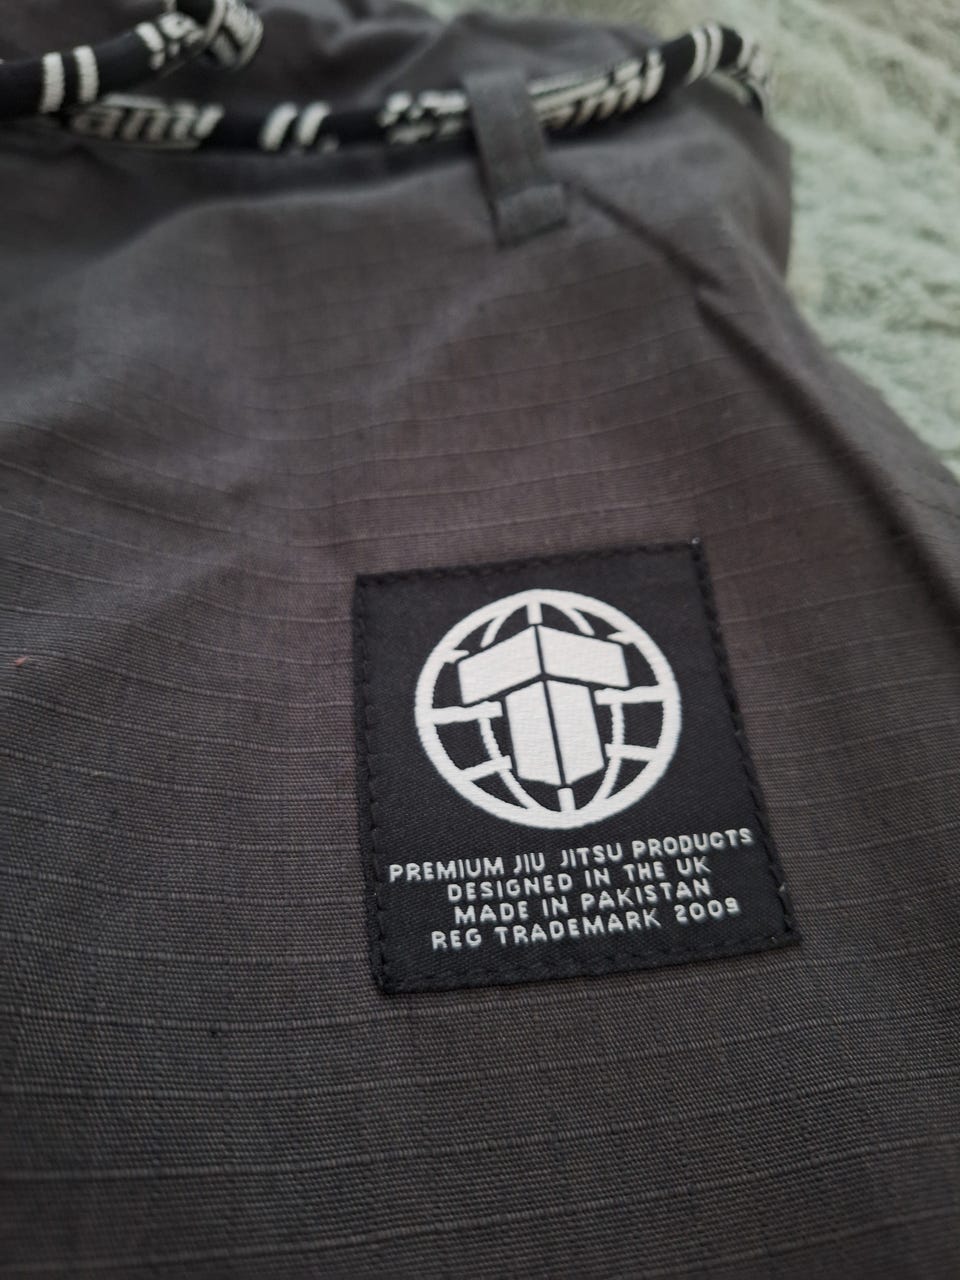 PREMIUM JIU JITSU PRODUCTS
DESIGNED IN THE UK
MADE IN PAKISTAN
REG TRADEMARK 2009